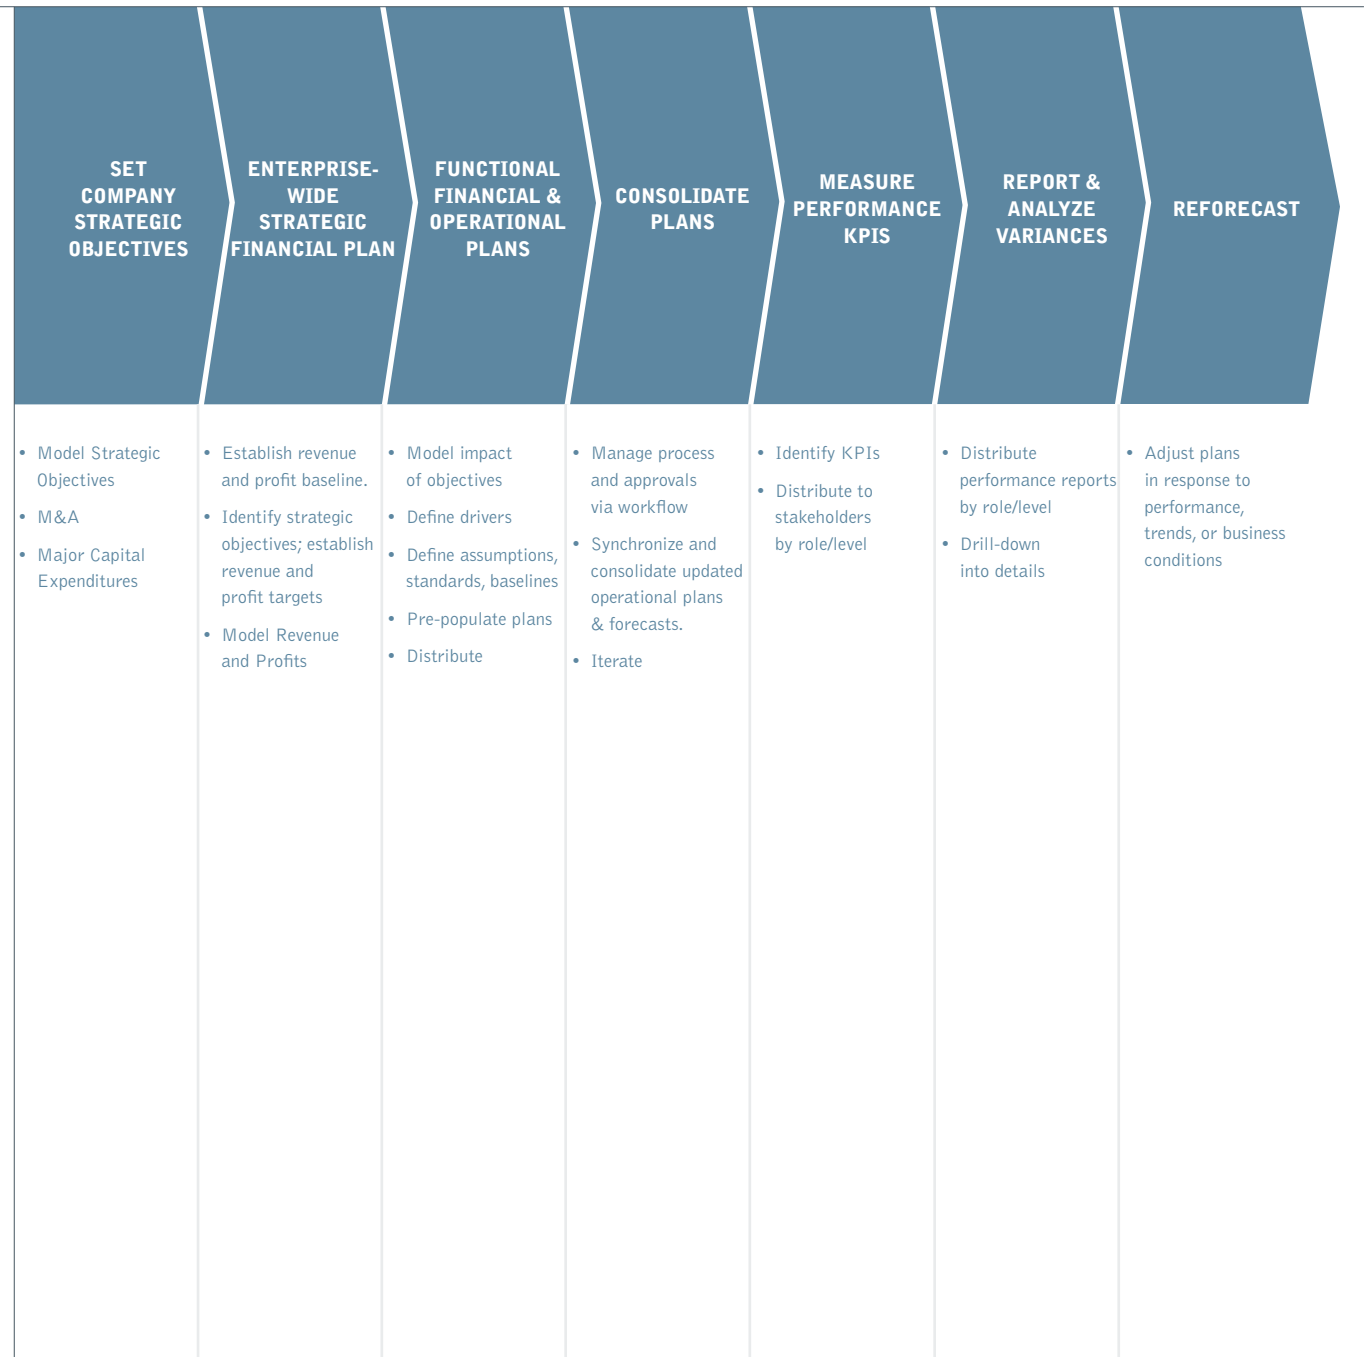 SET
COMPANY
STRATEGIC
OBJECTIVES
ENTERPRISE-
WIDE
STRATEGIC
FINANCIAL PLAN
FUNCTIONAL
FINANCIAL &
OPERATIONAL
PLANS
CONSOLIDATE
PLANS
MEASURE
PERFORMANCE
KPIS
REPORT &
ANALYZE
VARIANCES
REFORECAST
• Model Strategic
Objectives
• M&A
• Major Capital
Expenditures
• Establish revenue
and profit baseline.
• Identify strategic
objectives; establish
revenue and
profit targets
• Model Revenue
and Profits
• Model impact
of objectives
• Define drivers
• Define assumptions,
standards, baselines
• Pre-populate plans
• Distribute
• Manage process
and approvals
via workflow
• Synchronize and
consolidate updated
operational plans
& forecasts.
• Iterate
• Identify KPIs
• Distribute to
stakeholders
by role/level
• Distribute
performance reports
by role/level
• Drill-down
into details
• Adjust plans
in response to
performance,
trends, or business
conditions